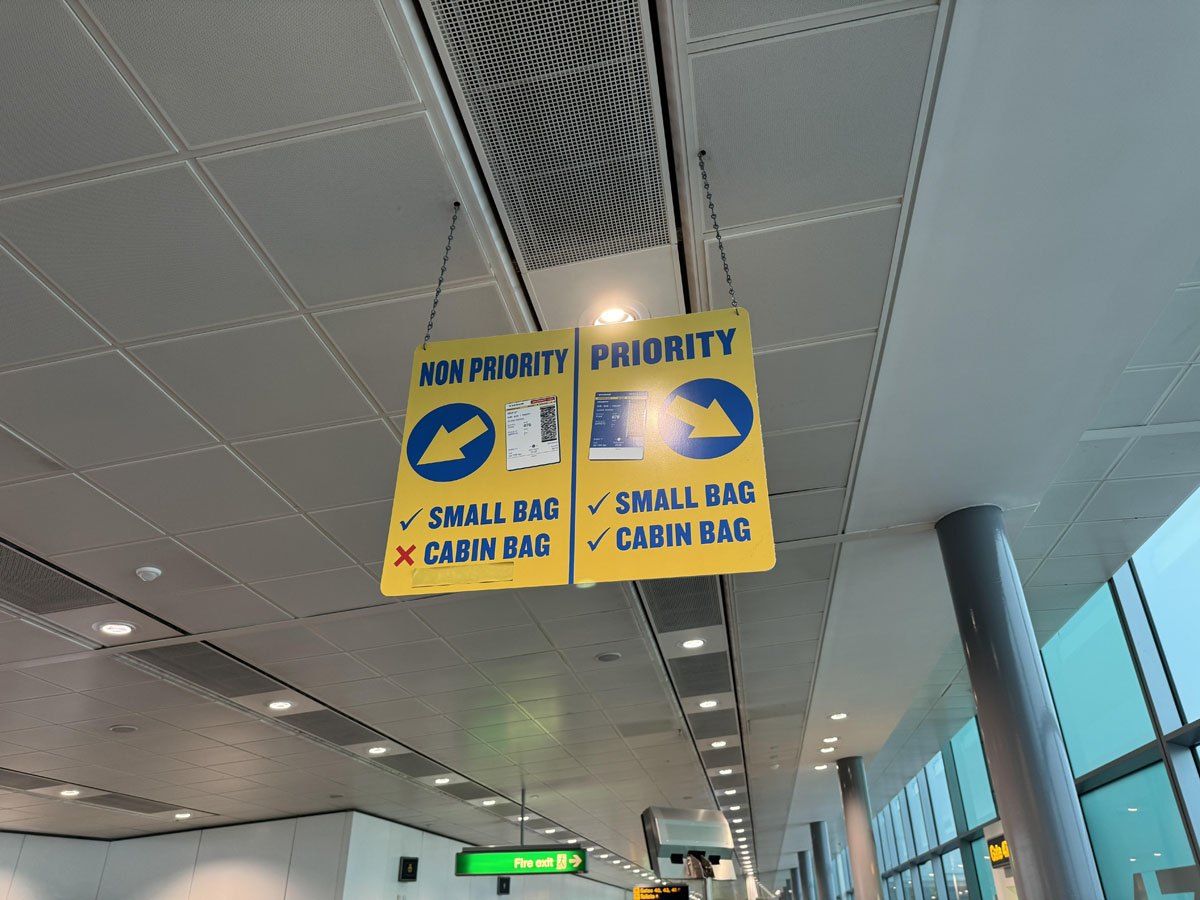 NON PRIORITY
SMALL BAG
CABIN BAG
PRIORITY
SMALL BAG
CABIN BAG
Fire exit